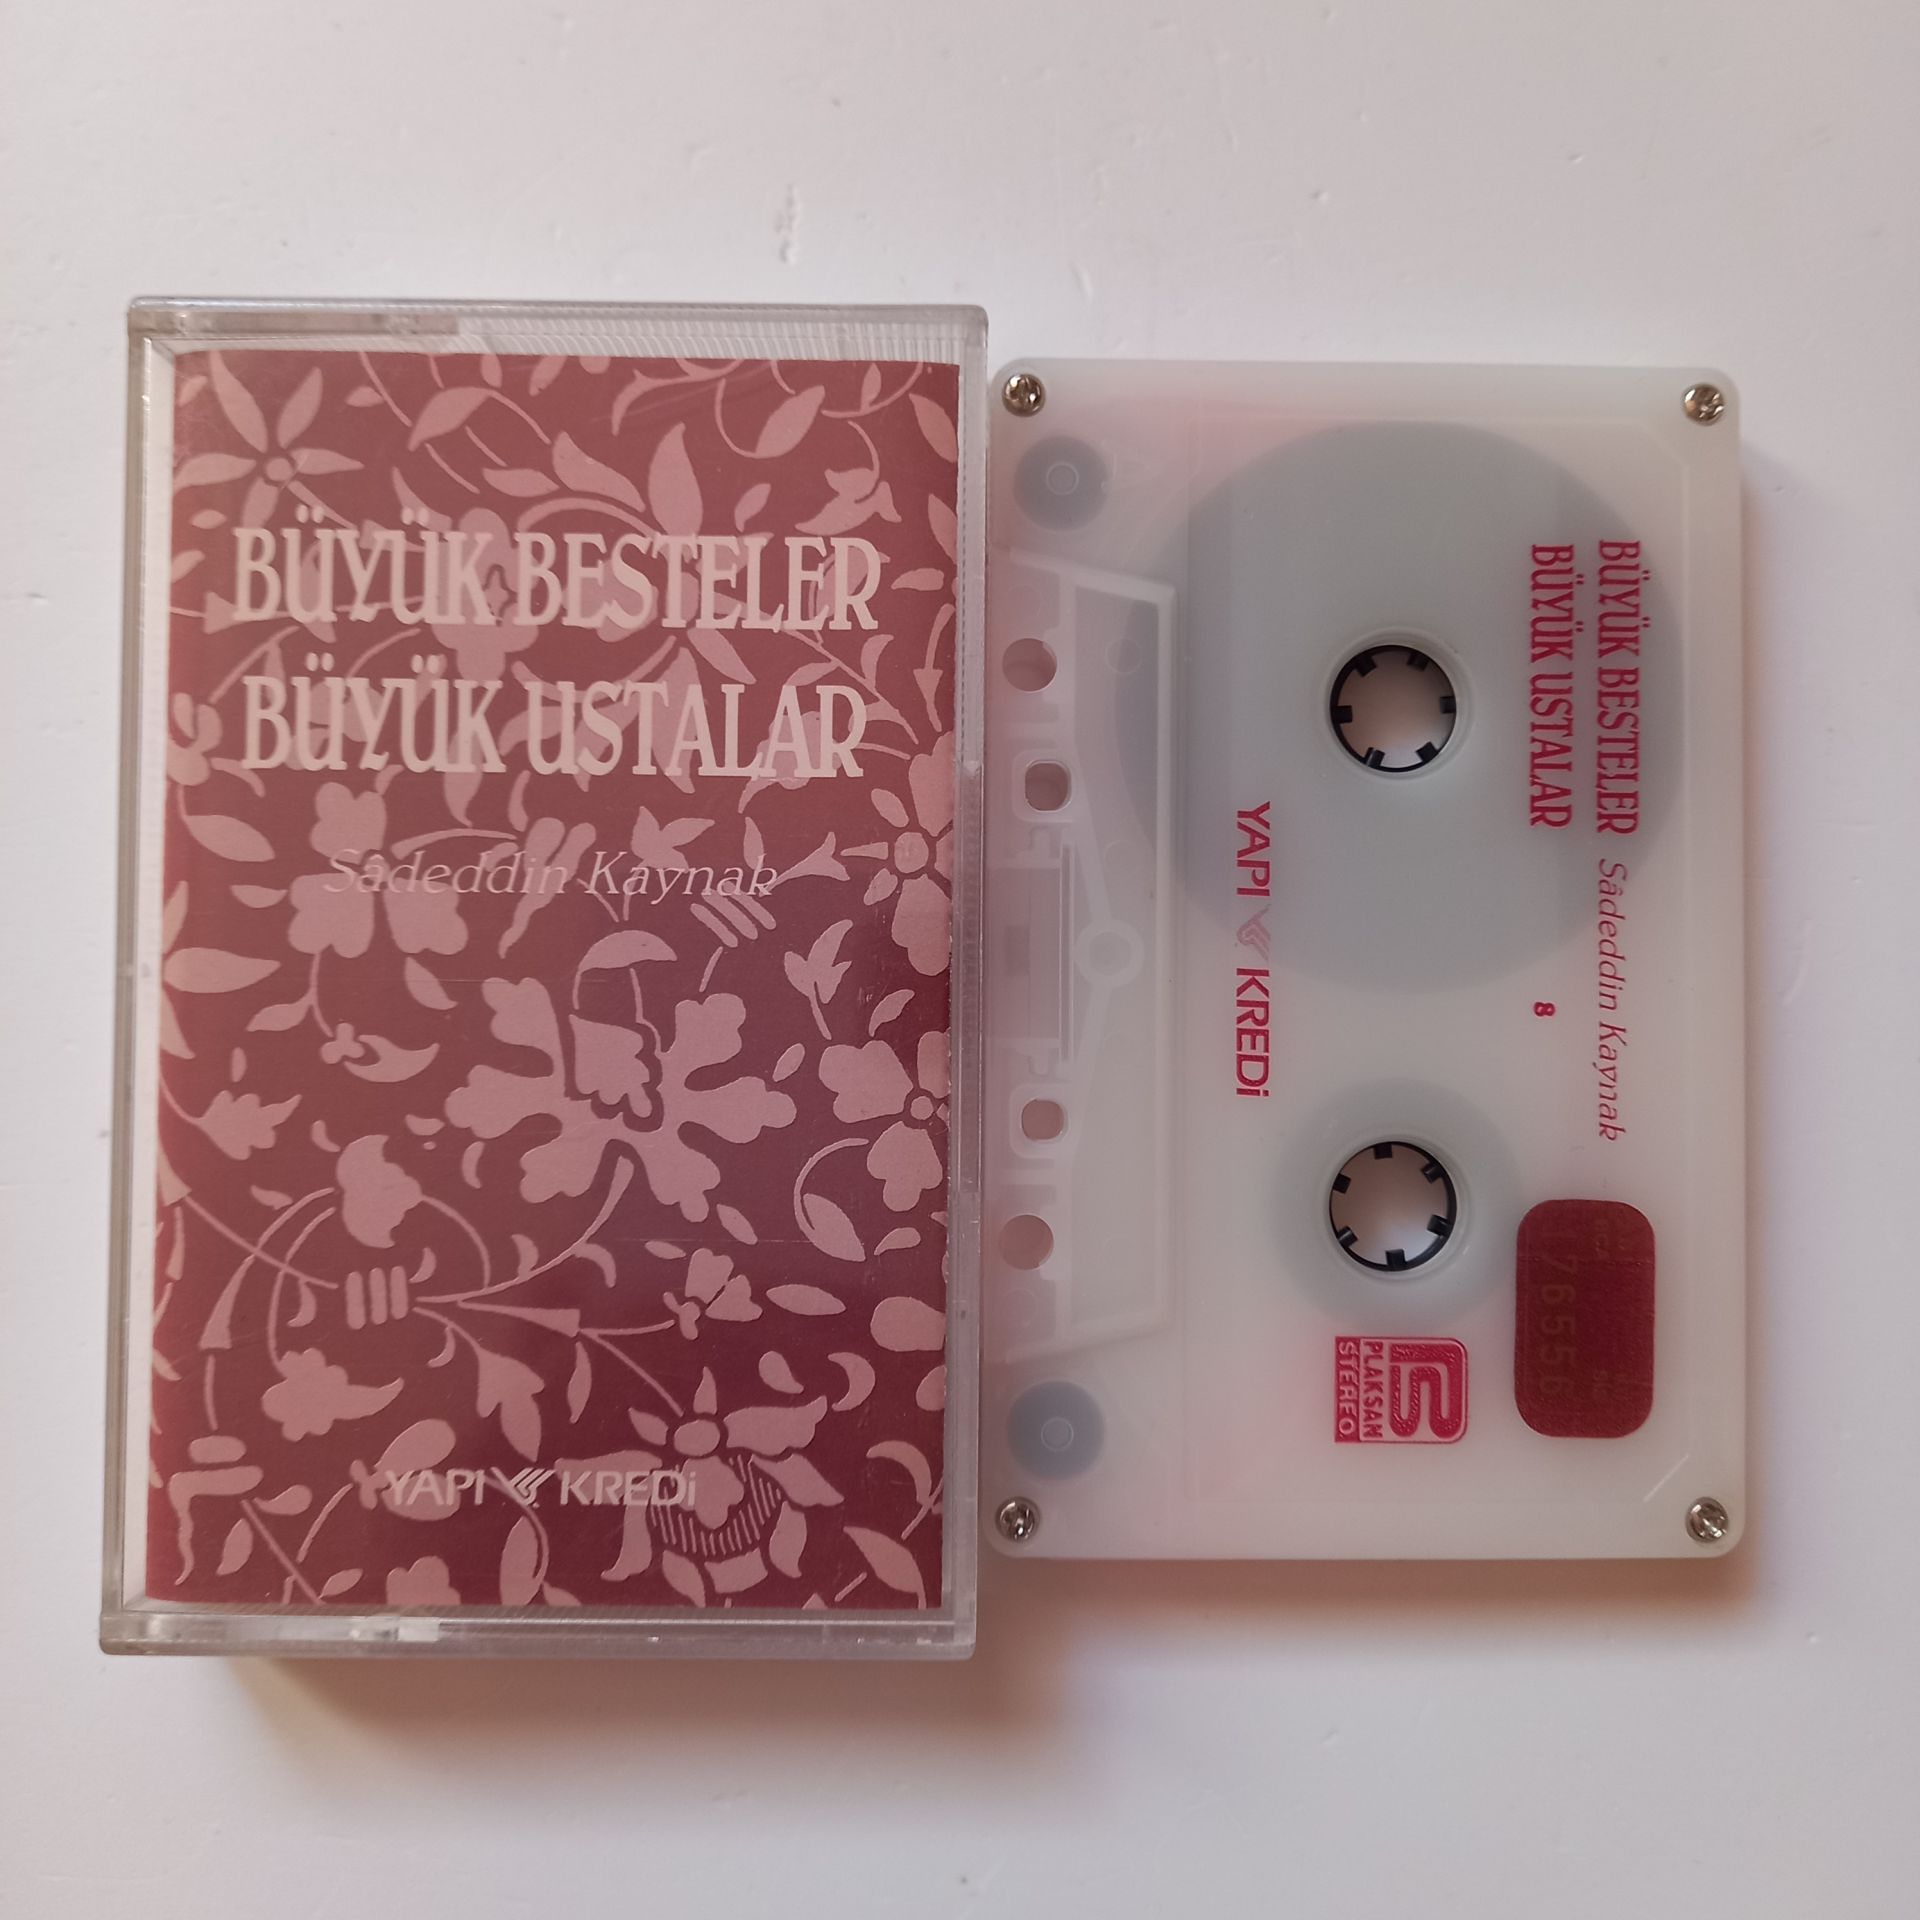 BÜYÜK BESTELER
BÜYÜK USTALAR
Sâdeddin Kaynak
YAPI KREDİ
BÜYÜK BESTELER Sâdeddin Kaynak
BÜYÜK USTALAR 8
YAPI KREDİ
PLAKSAN
STEREO
76556